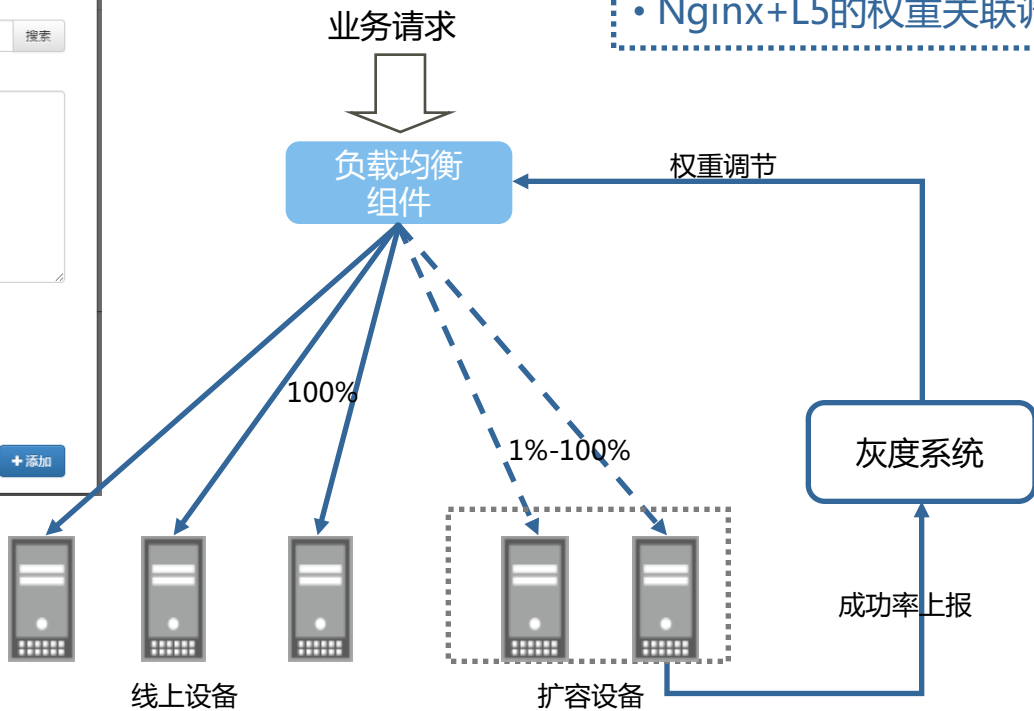 搜索
业务请求
• Nginx+L5的权重关联
负载均衡
组件
权重调节
100%
1%-100%
+添加
灰度系统
成功率上报
线上设备
扩容设备